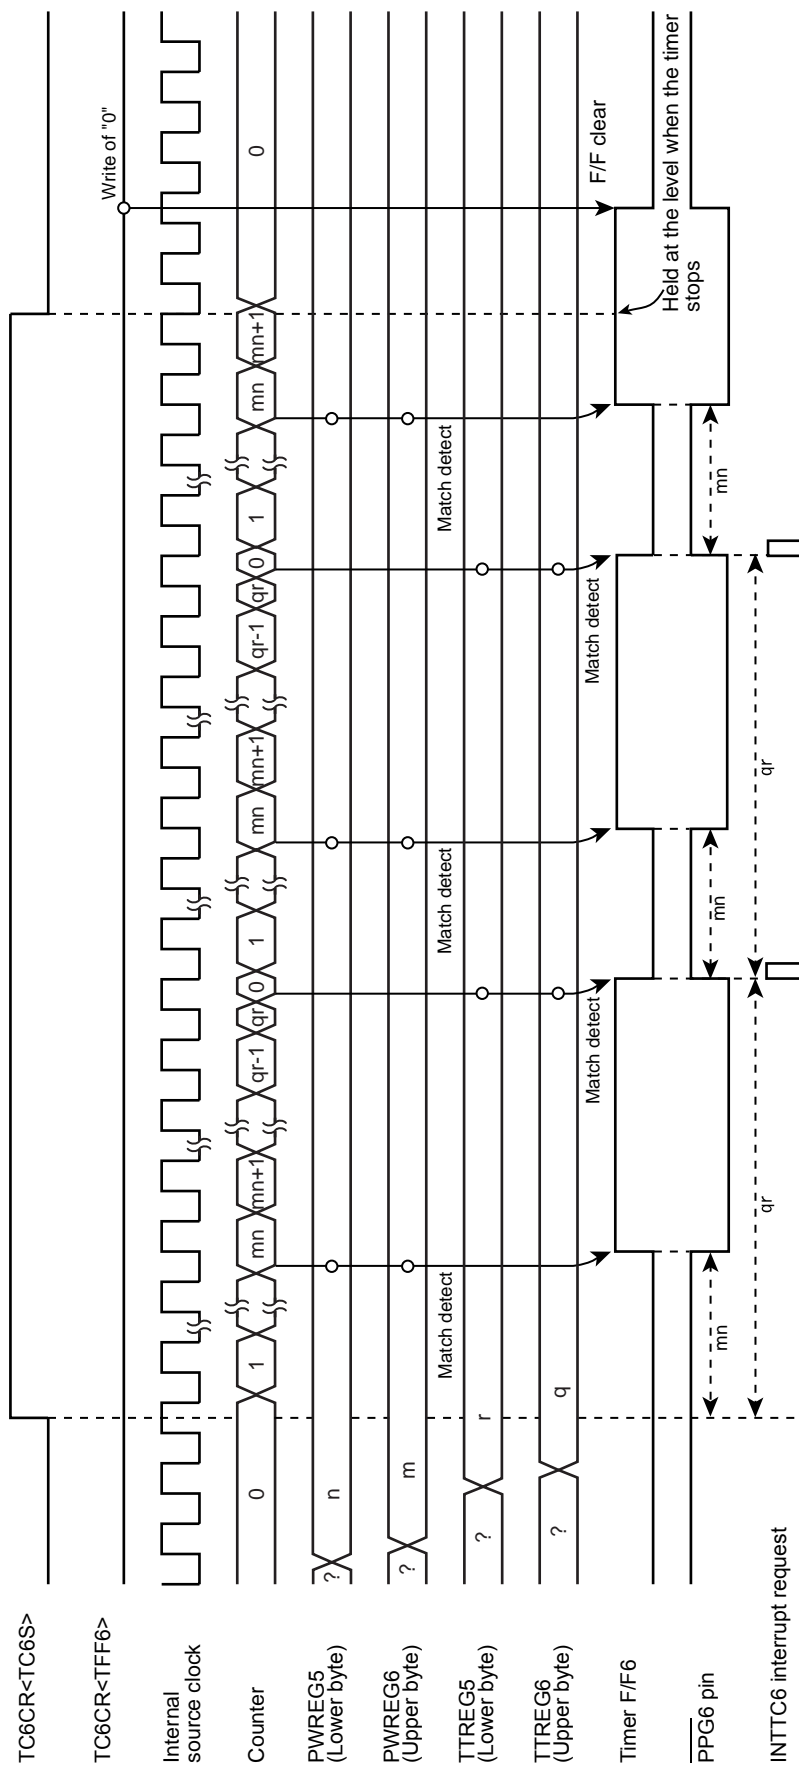 TC6CR<TC6S>
TC6CR<TFF6>
Write of "0"
Internal
source clock
Counter
0 1 mn mn+1 qr-1 qr 0 1 mn mn+1 qr-1 qr 0 1 mn mn+1 0
PWREG5
(Lower byte)
? n
PWREG6
(Upper byte)
? m
Match detect
Match detect
Match detect
TTREG5
(Lower byte)
? r
TTREG6
(Upper byte)
? q
Match detect
Match detect
F/F clear
Timer F/F6
Held at the level when the timer
stops
PPG6 pin
mn mn mn
qr qr
INTTC6 interrupt request